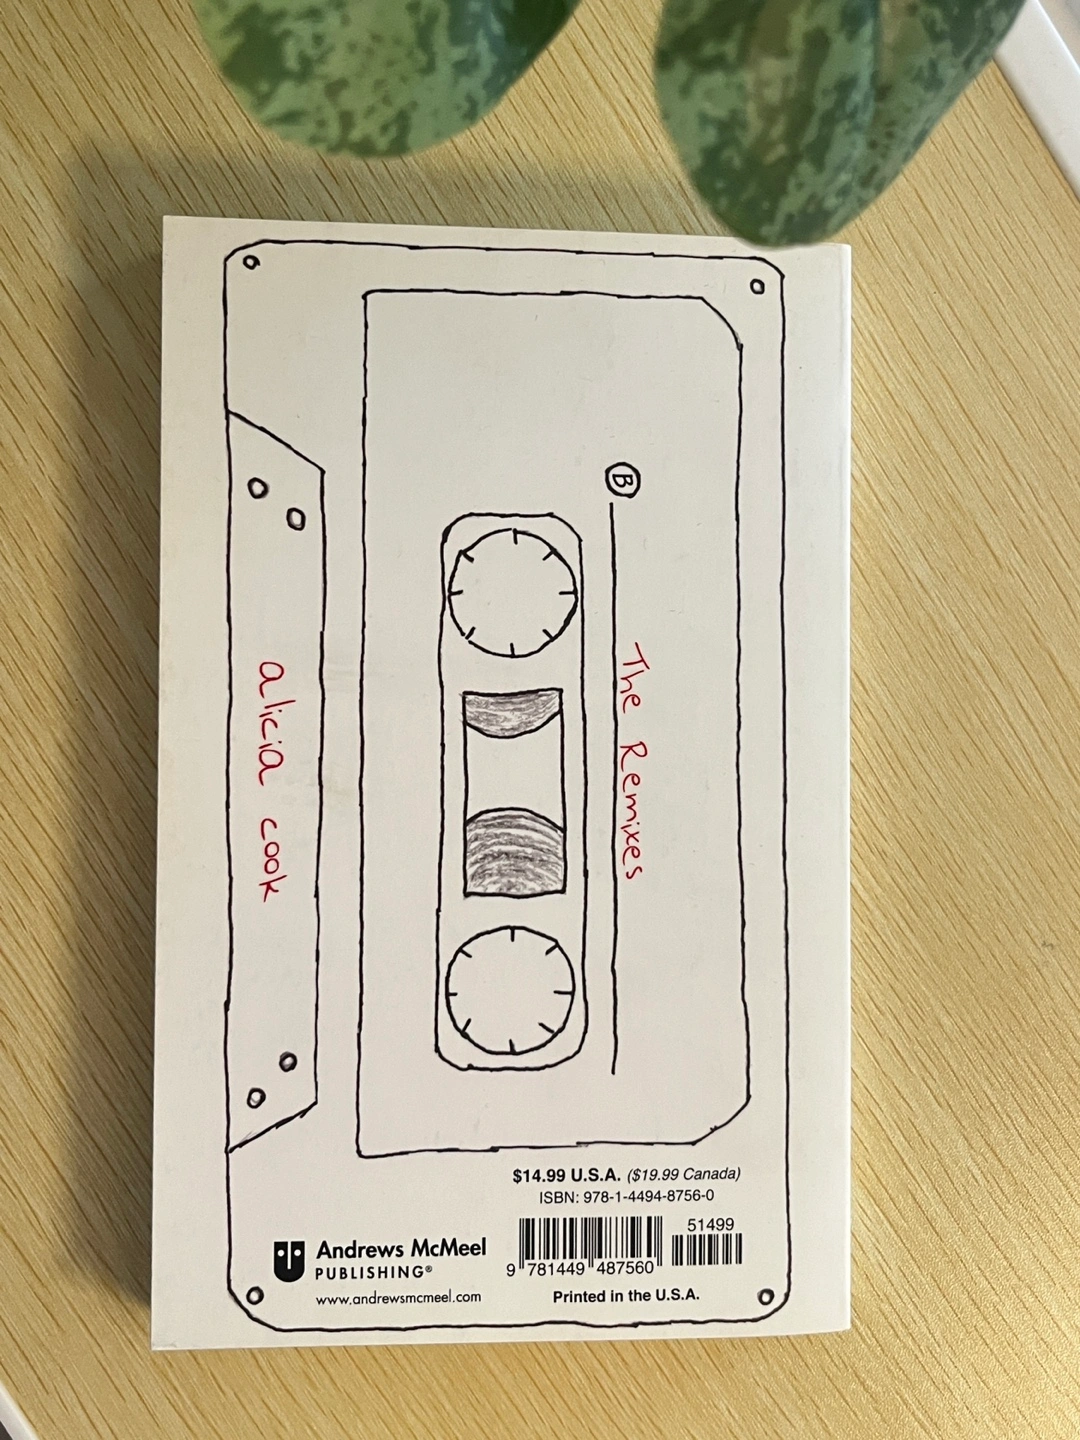 B
The Remixes
alicia cook
$14.99 U.S.A. ($19.99 Canada)
ISBN: 978-1-4494-8756-0
51499
9 781449 487560
Andrews McMeel
PUBLISHING®
www.andrewsmcmeel.com
Printed in the U.S.A.